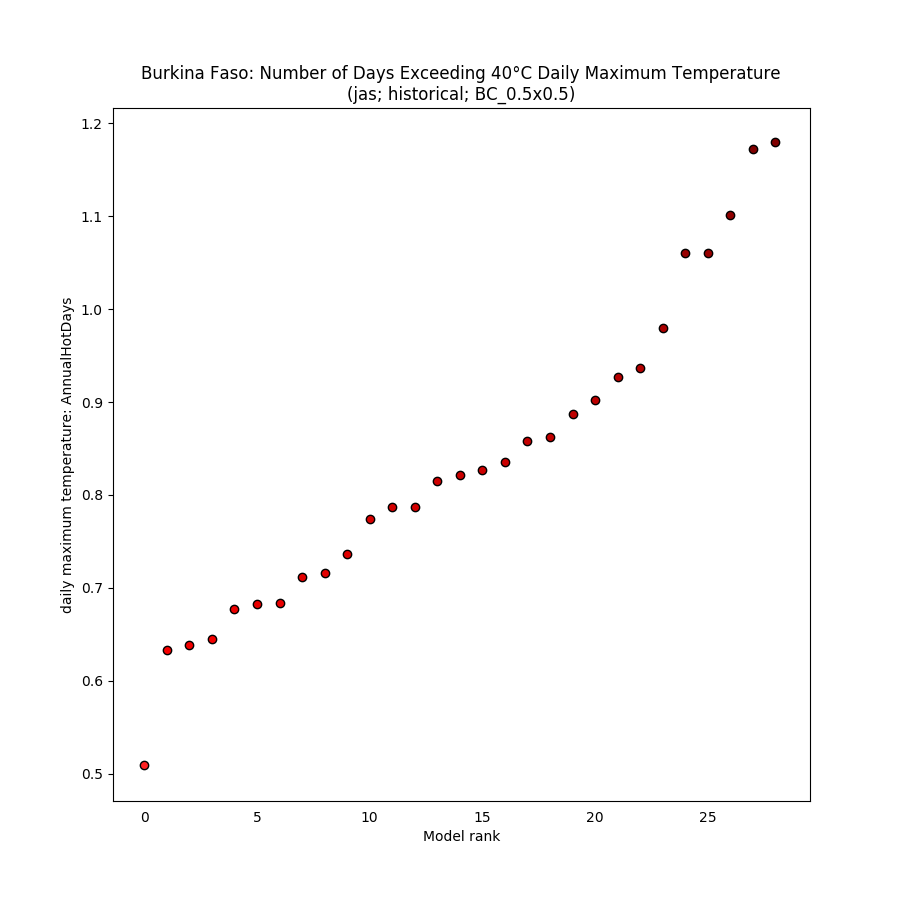 Burkina Faso: Number of Days Exceeding 40°C Daily Maximum Temperature
(jas; historical; BC_0.5x0.5)
daily maximum temperature: AnnualHotDays
1.2
1.1
1.0
0.9
0.8
0.7
0.6
0.5
0 5 10 15 20 25
Model rank